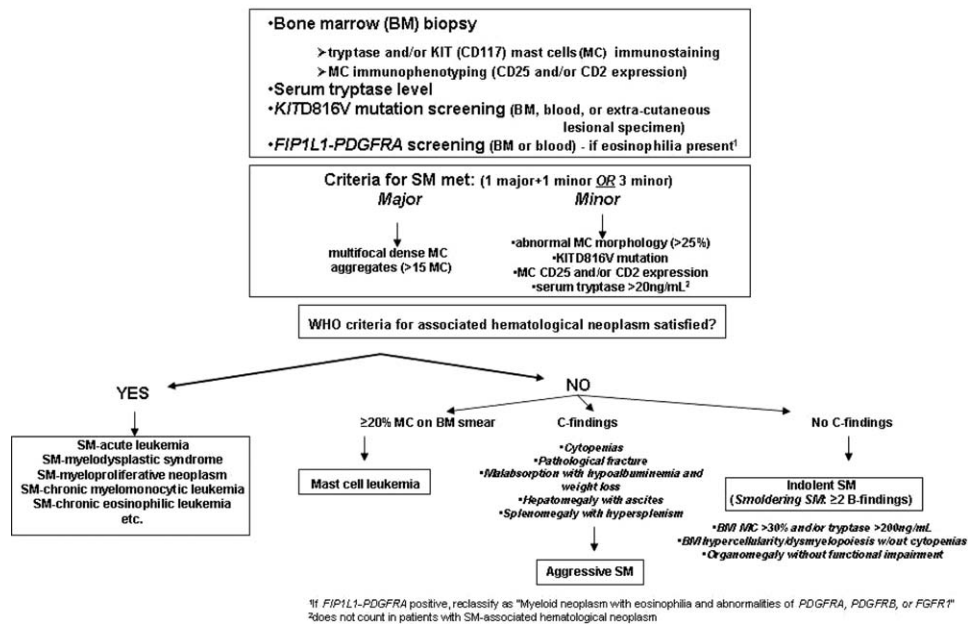 •Bone marrow (BM) biopsy
➢tryptase and/or KIT (CD117) mast cells (MC) immunostaining
➢MC immunophenotyping (CD25 and/or CD2 expression)
•Serum tryptase level
•KITD816V mutation screening (BM, blood, or extra-cutaneous
lesional specimen)
•FIP1L1-PDGFRA screening (BM or blood) - if eosinophilia present¹
Criteria for SM met: (1 major+1 minor OR 3 minor)
Major
Minor
multifocal dense MC
aggregates (>15 MC)
•abnormal MC morphology (>25%)
•KITD816V mutation
•MC CD25 and/or CD2 expression
•serum tryptase >20ng/mL²
WHO criteria for associated hematological neoplasm satisfied?
YES
NO
SM-acute leukemia
SM-myelodysplastic syndrome
SM-myeloproliferative neoplasm
SM-chronic myelomonocytic leukemia
SM-chronic eosinophilic leukemia
etc.
≥20% MC on BM smear
Mast cell leukemia
C-findings
•Cytopenias
•Pathological fracture
•Malabsorption with hypoalbuminemia and
weight loss
•Hepatomegaly with ascites
•Splenomegaly with hypersplenism
Aggressive SM
No C-findings
Indolent SM
(Smoldering SM: ≥2 B-findings)
•BM MC >30% and/or tryptase >200ng/mL
•BM hypercellularity/dysmyelopoiesis w/out cytopenias
•Organomegaly without functional impairment
¹If FIP1L1-PDGFRA positive, reclassify as "Myeloid neoplasm with eosinophilia and abnormalities of PDGFRA, PDGFRB, or FGFR1"
²does not count in patients with SM-associated hematological neoplasm